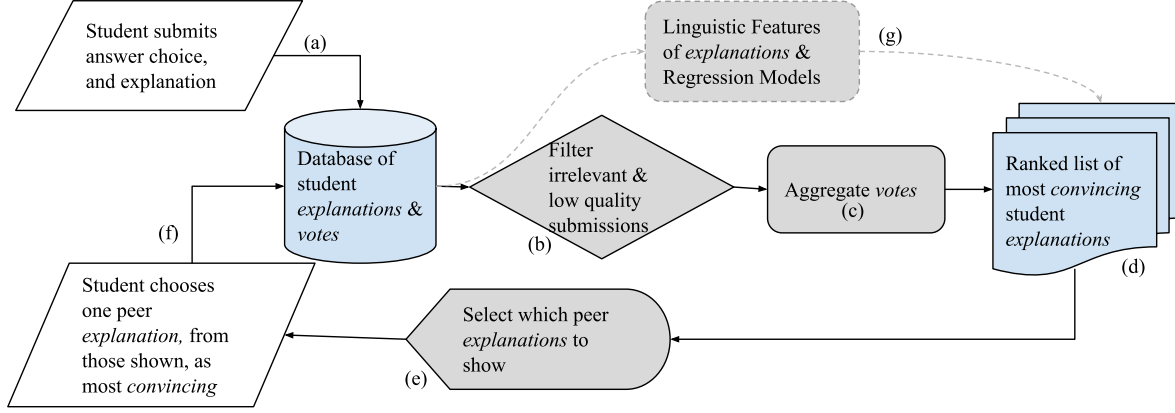 Student submits
answer choice,
and explanation
(a)
Linguistic Features
of explanations &
Regression Models
(g)
Database of
student
explanations &
votes
Filter
irrelevant &
low quality
submissions
(b)
Aggregate votes
(c)
Ranked list of
most convincing
student
explanations
(d)
(f)
Student chooses
one peer
explanation, from
those shown, as
most convincing
Select which peer
explanations to
show
(e)